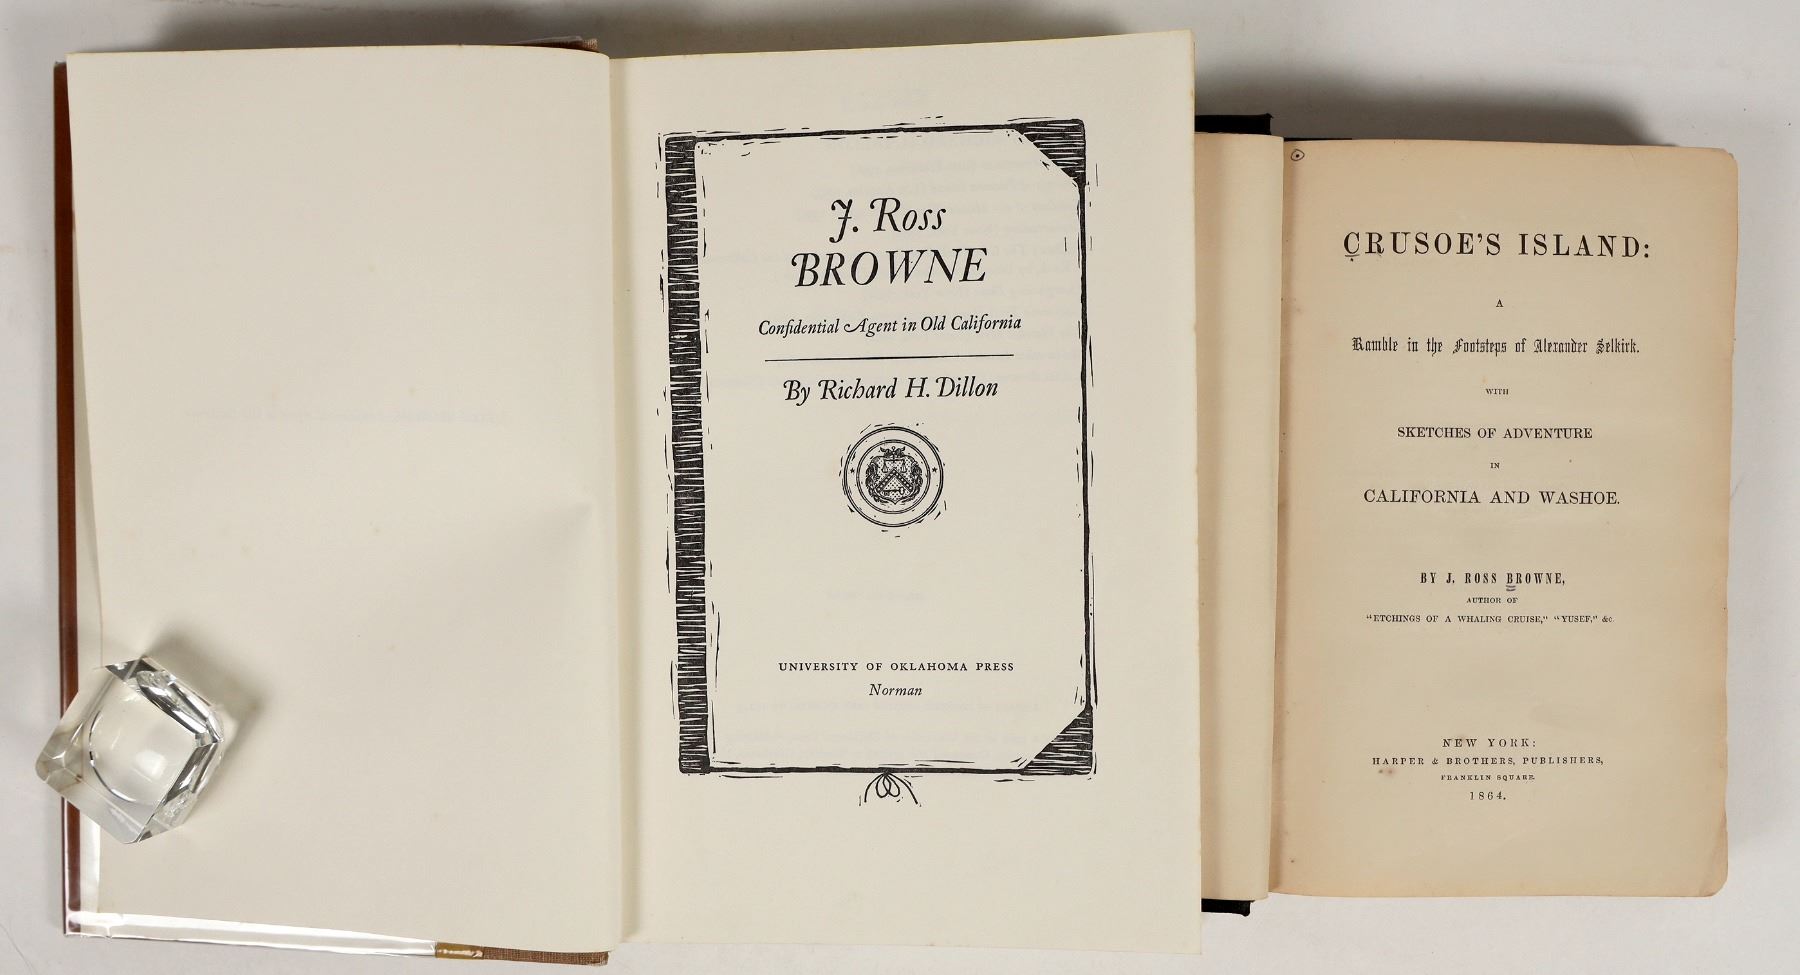 J. Ross
BROWNE
Confidential Agent in Old California
By Richard H. Dillon
UNIVERSITY OF OKLAHOMA PRESS
Norman
CRUSOE'S ISLAND:
A
Ramble in the Footsteps of Alexander Selkirk.
WITH
SKETCHES OF ADVENTURE
IN
CALIFORNIA AND WASHOE.
BY J. ROSS BROWNE,
AUTHOR OF
"ETCHINGS OF A WHALING CRUISE," "YUSEF," &c.
NEW YORK:
HARPER & BROTHERS, PUBLISHERS,
FRANKLIN SQUARE.
1864.